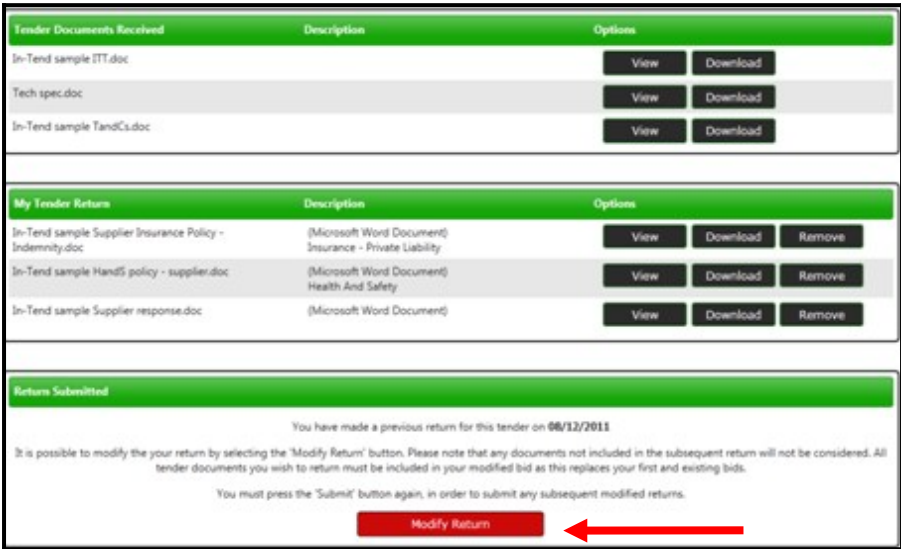 Tender Documents Received Description Options
In-Tend sample ITT.doc View Download
Tech spec.doc View Download
In-Tend sample TandCs.doc View Download
My Tender Return Description Options
In-Tend sample Supplier Insurance Policy - (Microsoft Word Document)
Indemnity.doc Insurance - Private Liability View Download Remove
In-Tend sample HandS policy - supplier.doc (Microsoft Word Document)
Health And Safety View Download Remove
In-Tend sample Supplier response.doc (Microsoft Word Document) View Download Remove
Return Submitted
You have made a previous return for this tender on 08/12/2011
It is possible to modify the your return by selecting the 'Modify Return' button. Please note that any documents not included in the subsequent return will not be considered. All
tender documents you wish to return must be included in your modified bid as this replaces your first and existing bids.
You must press the 'Submit' button again, in order to submit any subsequent modified returns.
Modify Return